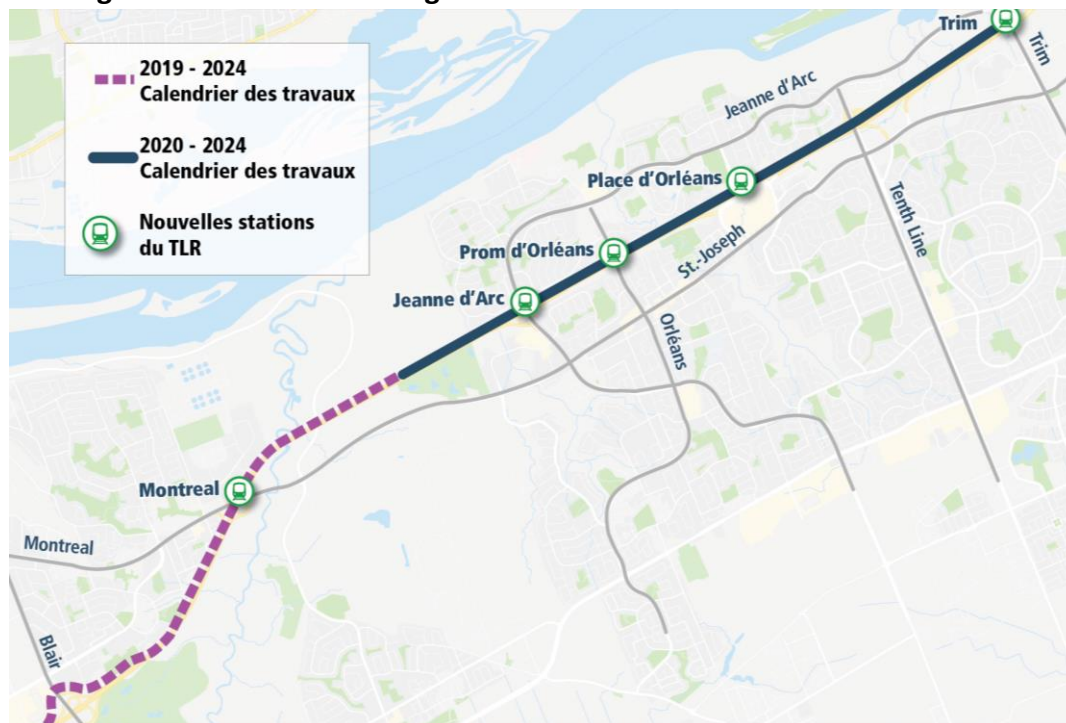 2019 - 2024
Calendrier des travaux
2020 - 2024
Calendrier des travaux
Nouvelles stations
du TLR
Trim
Trim
Jeanne d'Arc
Place d'Orléans
Tenth Line
Prom d'Orléans
St.-Joseph
Jeanne d'Arc
Orléans
Montreal
Montreal
Blair